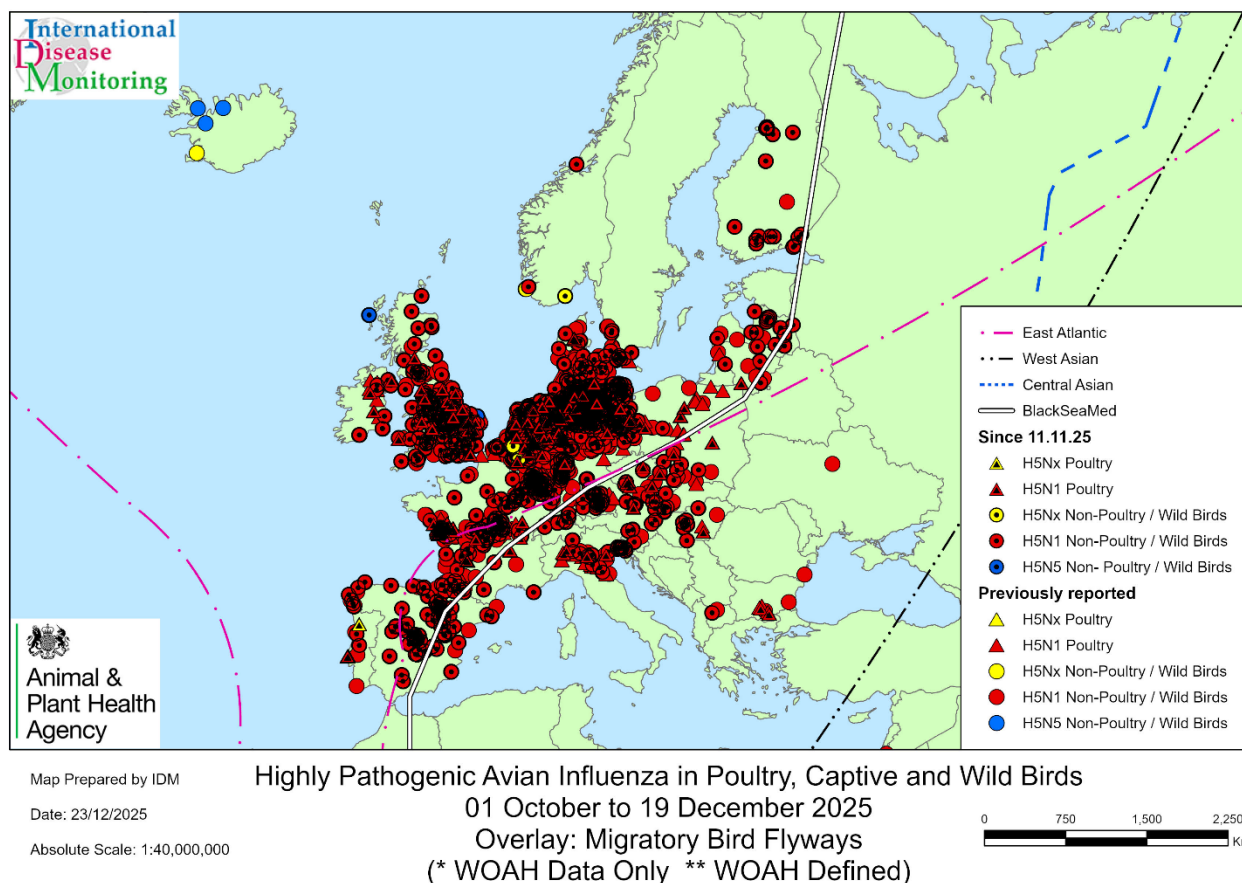 International
Disease
Monitoring
East Atlantic
West Asian
Central Asian
BlackSeaMed
Since 11.11.25
H5Nx Poultry
H5N1 Poultry
H5Nx Non-Poultry / Wild Birds
H5N1 Non-Poultry / Wild Birds
H5N5 Non- Poultry / Wild Birds
Previously reported
H5Nx Poultry
H5N1 Poultry
H5Nx Non-Poultry / Wild Birds
H5N1 Non-Poultry / Wild Birds
H5N5 Non-Poultry / Wild Birds
Animal &
Plant Health
Agency
Map Prepared by IDM
Date: 23/12/2025
Absolute Scale: 1:40,000,000
Highly Pathogenic Avian Influenza in Poultry, Captive and Wild Birds
01 October to 19 December 2025
Overlay: Migratory Bird Flyways
(* WOAH Data Only ** WOAH Defined)
0 750 1,500 2,250